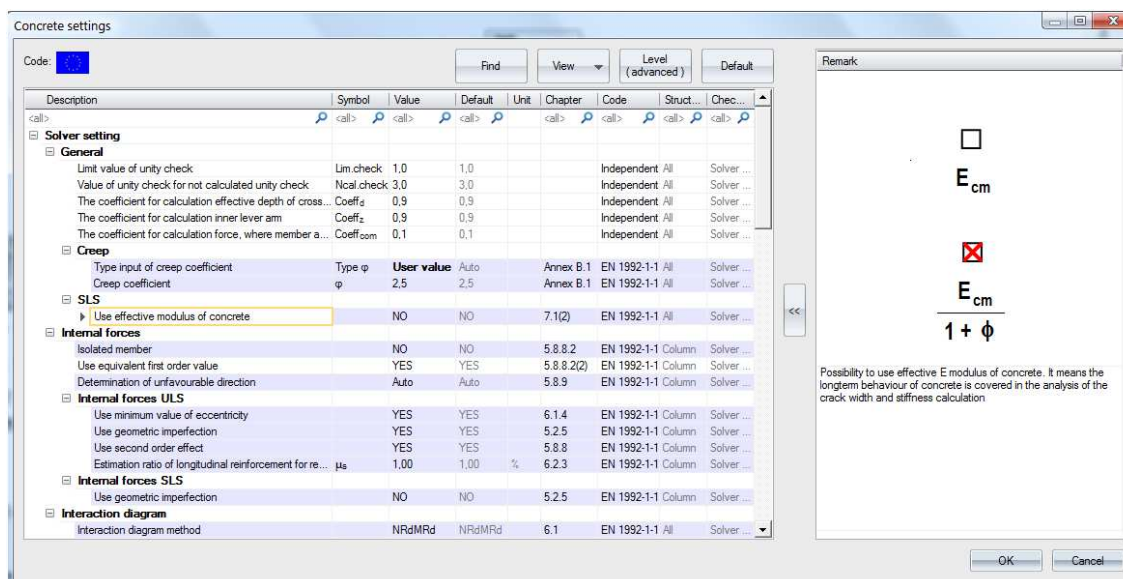 Concrete settings
Code:
Find
View
Level
(advanced)
Default
Description Symbol Value Default Unit Chapter Code Struct... Chec...
<all> <all> <all> <all> <all> <all> <all> <all>
Solver setting
General
Limit value of unity check Lim.check 1,0 1,0 Independent All Solver ...
Value of unity check for not calculated unity check Ncal.check 3,0 3,0 Independent All Solver ...
The coefficient for calculation effective depth of cross... Coeffd 0,9 0,9 Independent All Solver ...
The coefficient for calculation inner lever arm Coeffz 0,9 0,9 Independent All Solver ...
The coefficient for calculation force, where member a... Coeffcom 0,1 0,1 Independent All Solver ...
Creep
Type input of creep coefficient Type φ User value Auto Annex B.1 EN 1992-1-1 All Solver ...
Creep coefficient φ 2,5 2,5 Annex B.1 EN 1992-1-1 All Solver ...
SLS
Use effective modulus of concrete NO NO 7.1(2) EN 1992-1-1 All Solver ...
Internal forces
Isolated member NO NO 5.8.8.2 EN 1992-1-1 Column Solver ...
Use equivalent first order value YES YES 5.8.8.2(2) EN 1992-1-1 Column Solver ...
Determination of unfavourable direction Auto Auto 5.8.9 EN 1992-1-1 Column Solver ...
Internal forces ULS
Use minimum value of eccentricity YES YES 6.1.4 EN 1992-1-1 Column Solver ...
Use geometric imperfection YES YES 5.2.5 EN 1992-1-1 Column Solver ...
Use second order effect YES YES 5.8.8 EN 1992-1-1 Column Solver ...
Estimation ratio of longitudinal reinforcement for re... μs 1,00 1,00 % 6.2.3 EN 1992-1-1 Column Solver ...
Internal forces SLS
Use geometric imperfection NO NO 5.2.5 EN 1992-1-1 Column Solver ...
Interaction diagram
Interaction diagram method NRdMRd NRdMRd 6.1 EN 1992-1-1 All Solver ...
<<
Remark
Ecm
Ecm
1 + ϕ
Possibility to use effective E modulus of concrete. It means the
longterm behaviour of concrete is covered in the analysis of the
crack width and stiffness calculation
OK
Cancel